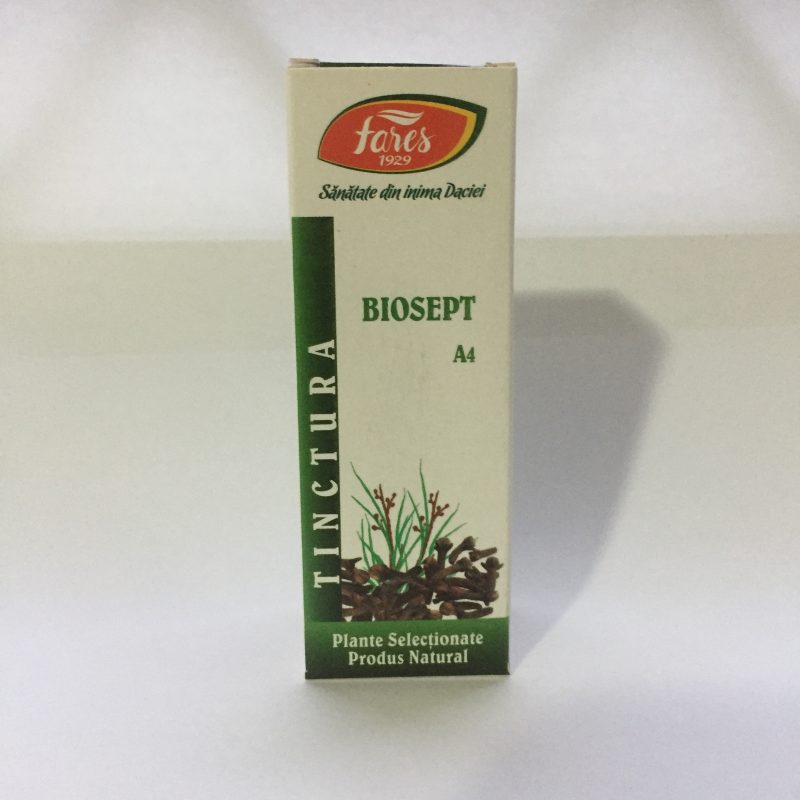 fares
1929
Sănătate din inima Daciei
BIOSEPT
A4
TINCTURA
Plante Selecționate
Produs Natural